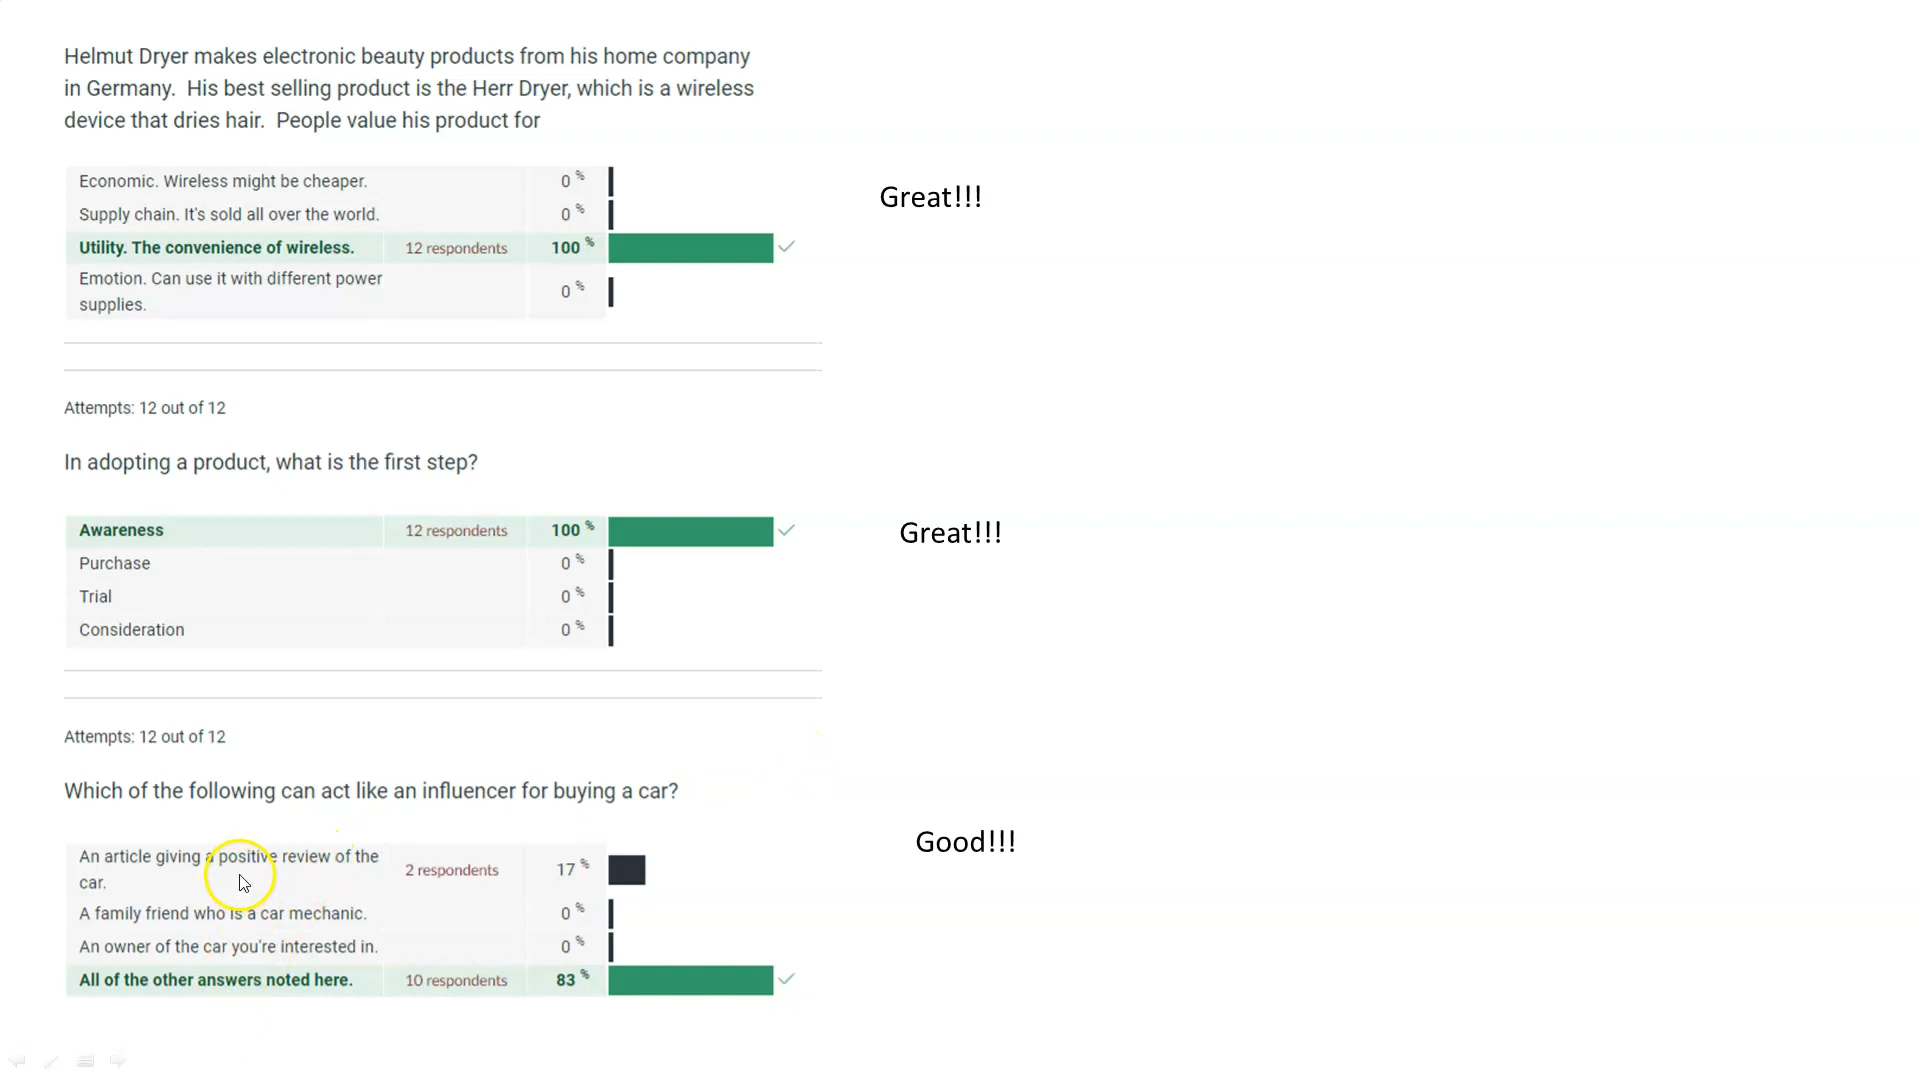 Helmut Dryer makes electronic beauty products from his home company
in Germany.  His best selling product is the Herr Dryer, which is a wireless
device that dries hair.  People value his product for
Economic. Wireless might be cheaper. 0 %
Great!!!
Supply chain. It's sold all over the world. 0 %
Utility. The convenience of wireless. 12 respondents 100 %
Emotion. Can use it with different power
supplies. 0 %
Attempts: 12 out of 12
In adopting a product, what is the first step?
Awareness 12 respondents 100 %
Great!!!
Purchase 0 %
Trial 0 %
Consideration 0 %
Attempts: 12 out of 12
Which of the following can act like an influencer for buying a car?
Good!!!
An article giving a positive review of the
car. 2 respondents 17 %
A family friend who is a car mechanic. 0 %
An owner of the car you're interested in. 0 %
All of the other answers noted here. 10 respondents 83 %